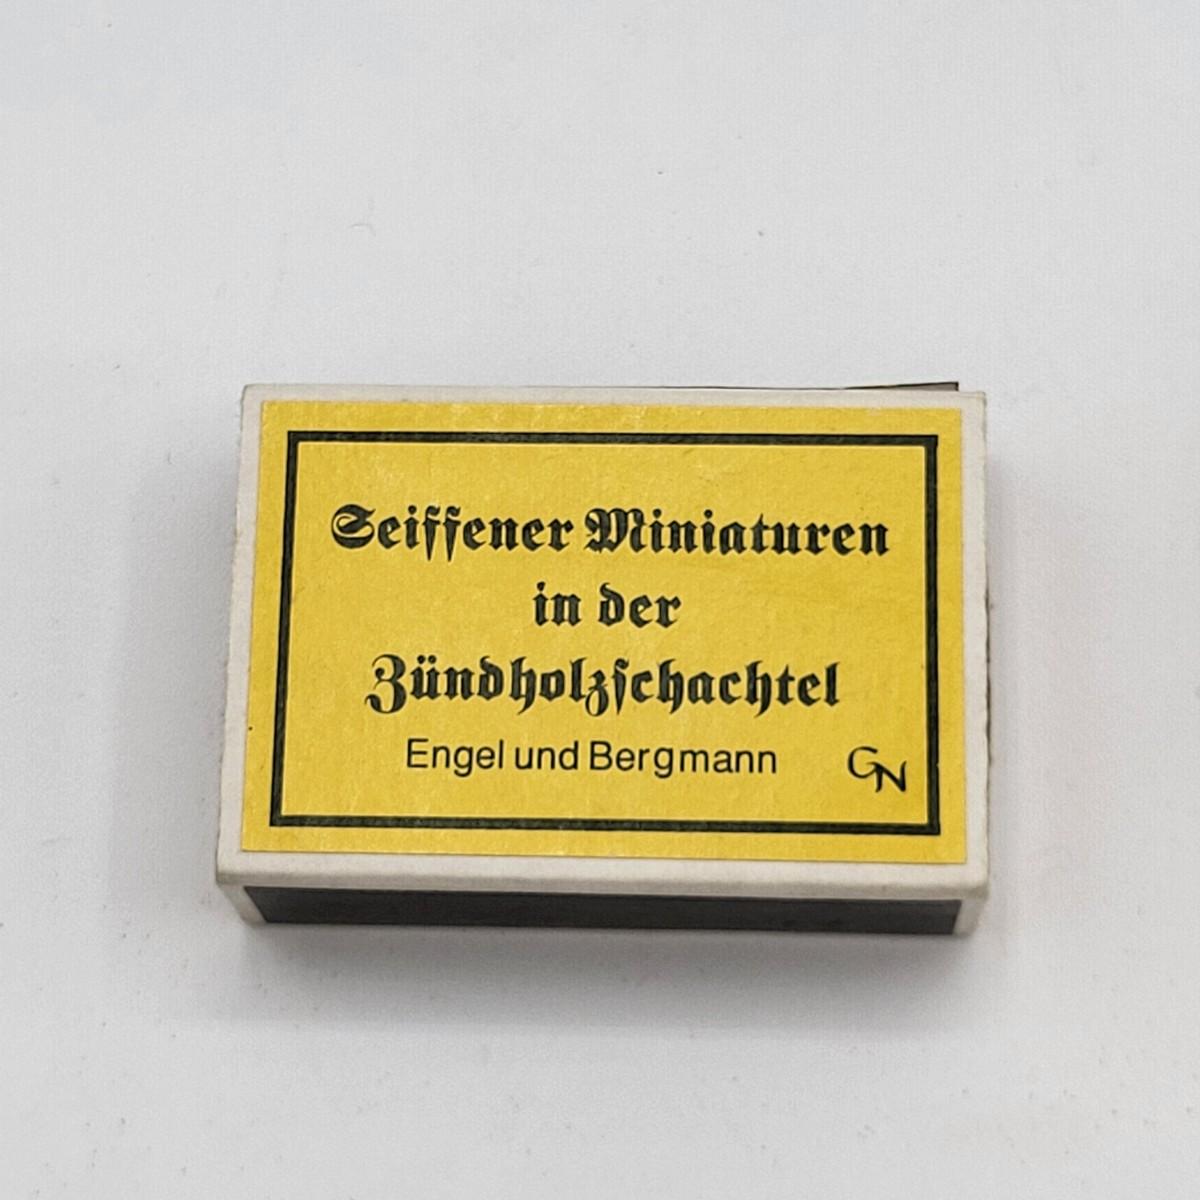 Seiffener Miniaturen
in der
Zündholzſchachtel
Engel und Bergmann
GN